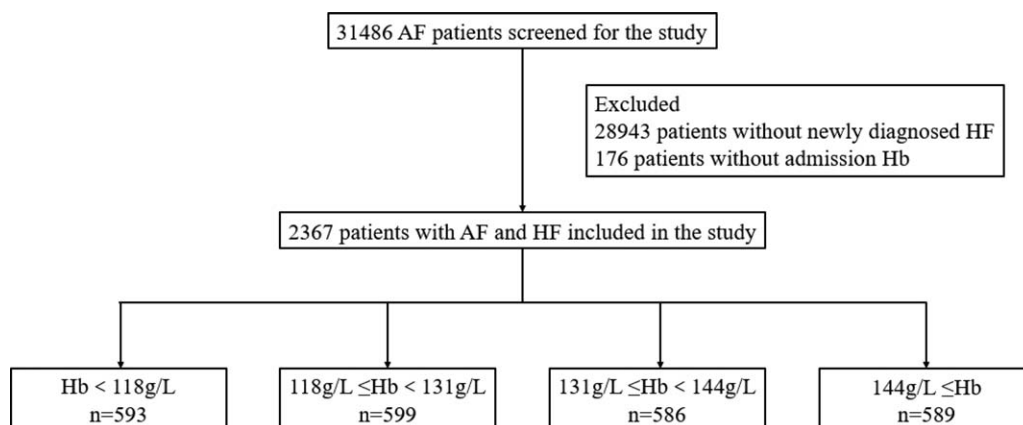 31486 AF patients screened for the study
Excluded
28943 patients without newly diagnosed HF
176 patients without admission Hb
2367 patients with AF and HF included in the study
Hb < 118g/L
n=593
118g/L ≤Hb < 131g/L
n=599
131g/L ≤Hb < 144g/L
n=586
144g/L ≤Hb
n=589